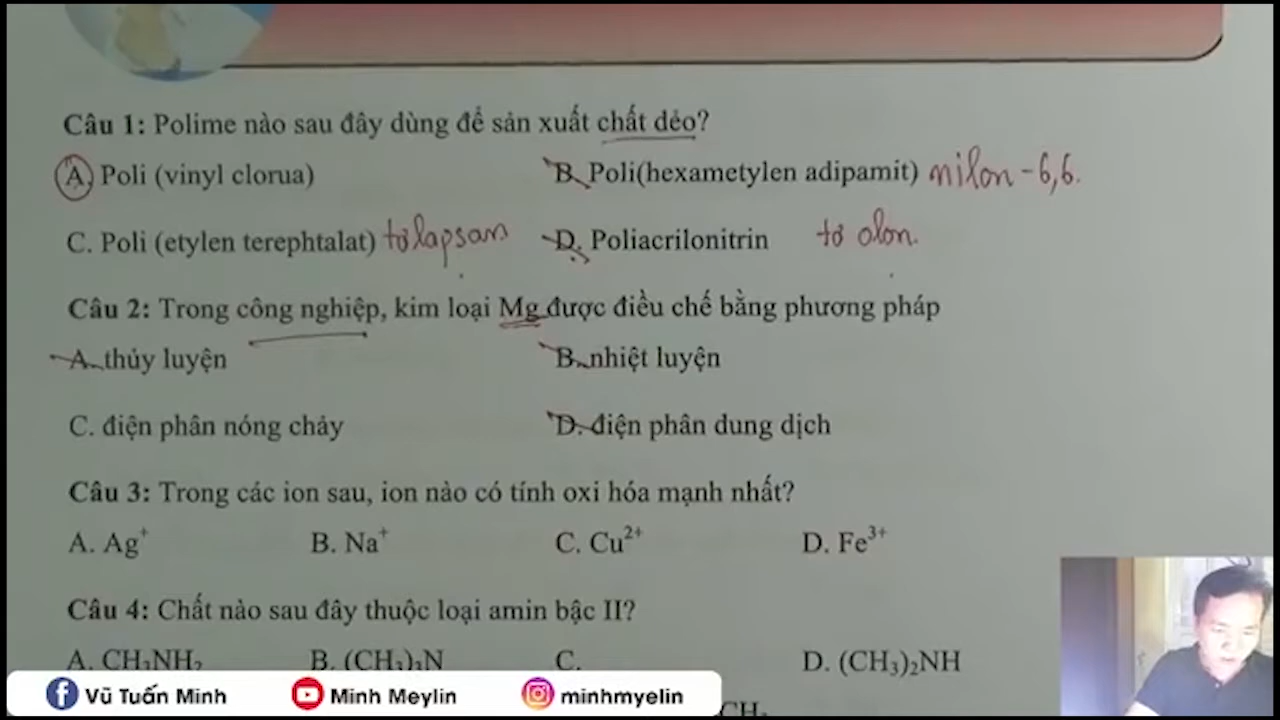 Câu 1: Polime nào sau đây dùng để sản xuất chất dẻo?
A. Poli (vinyl clorua) B. Poli(hexametylen adipamit) nilon-6,6.
C. Poli (etylen terephtalat) tơ lapsan D. Poliacrilonitrin tơ olon.
Câu 2: Trong công nghiệp, kim loại Mg được điều chế bằng phương pháp
A. thủy luyện B. nhiệt luyện
C. điện phân nóng chảy D. điện phân dung dịch
Câu 3: Trong các ion sau, ion nào có tính oxi hóa mạnh nhất?
A. Ag⁺ B. Na⁺ C. Cu²⁺ D. Fe³⁺
Câu 4: Chất nào sau đây thuộc loại amin bậc II?
A. CH₃NH₂ B. (CH₃)₃N C. D. (CH₃)₂NH
Vũ Tuấn Minh Minh Meylin minhmyelin